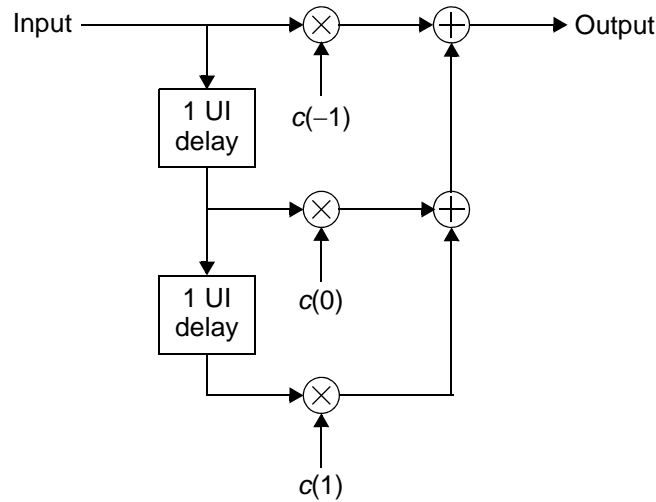 Input
Output
c(−1)
1 UI
delay
c(0)
1 UI
delay
c(1)